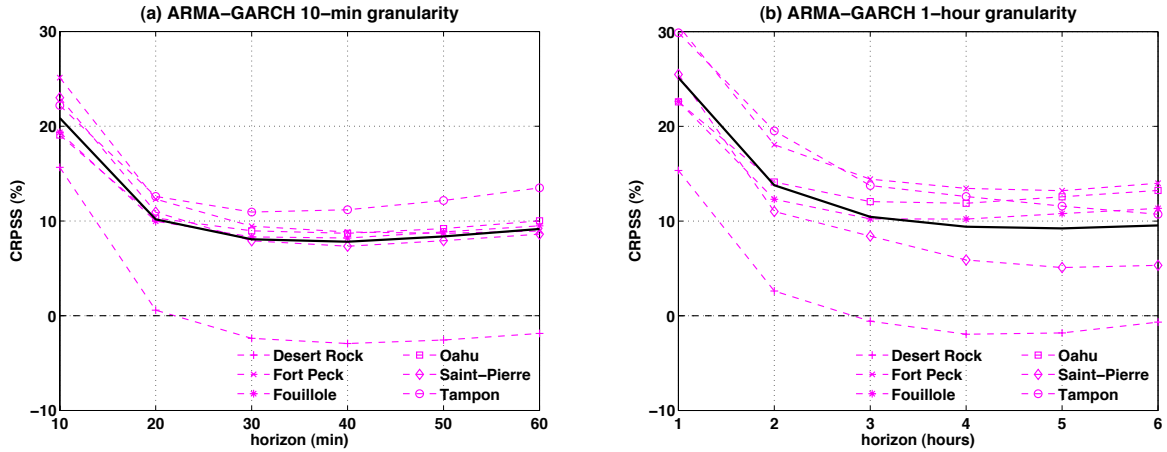 (a) ARMA−GARCH 10−min granularity
30
20
10
0
−10
CRPSS (%)
10 20 30 40 50 60
horizon (min)
Desert Rock
Fort Peck
Fouillole
Oahu
Saint−Pierre
Tampon
(b) ARMA−GARCH 1−hour granularity
30
20
10
0
−10
CRPSS (%)
1 2 3 4 5 6
horizon (hours)
Desert Rock
Fort Peck
Fouillole
Oahu
Saint−Pierre
Tampon